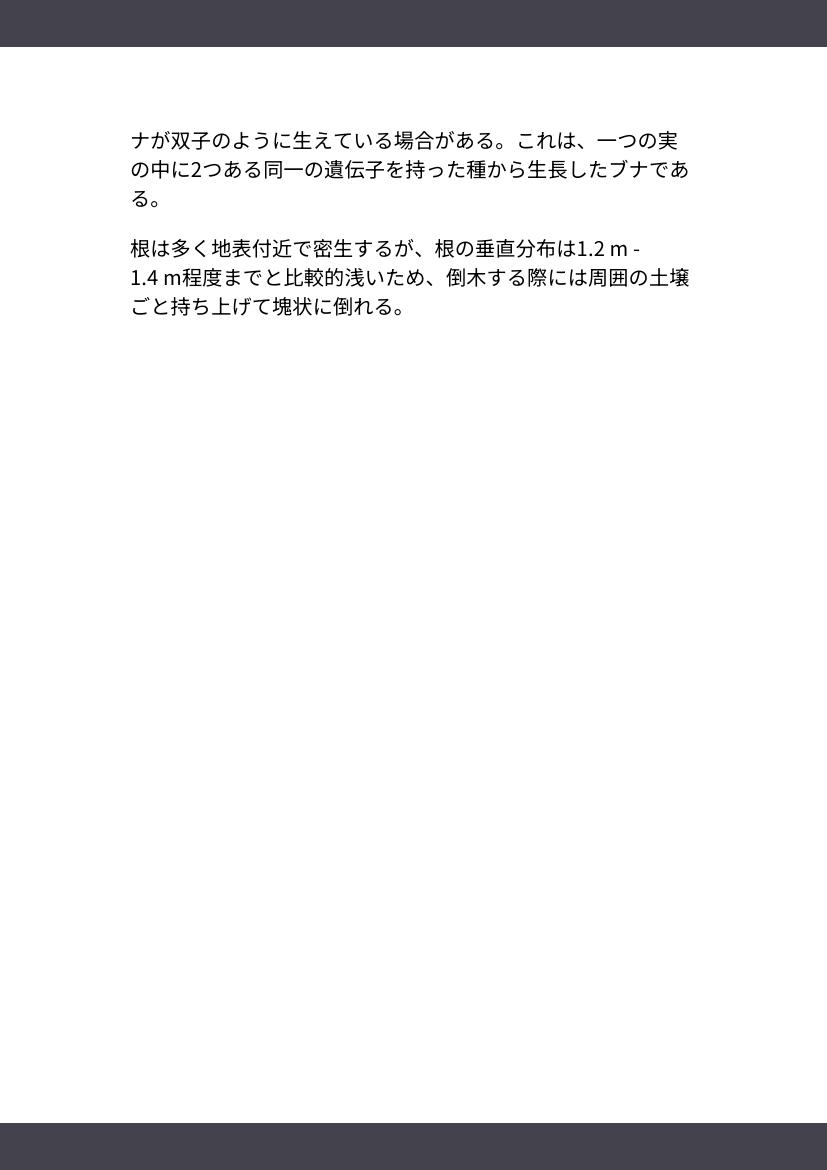 ナが双子のように生えている場合がある。これは、一つの実
の中に2つある同一の遺伝子を持った種から生長したブナであ
る。
根は多く地表付近で密生するが、根の垂直分布は1.2 m -
1.4 m程度までと比較的浅いため、倒木する際には周囲の土壌
ごと持ち上げて塊状に倒れる。